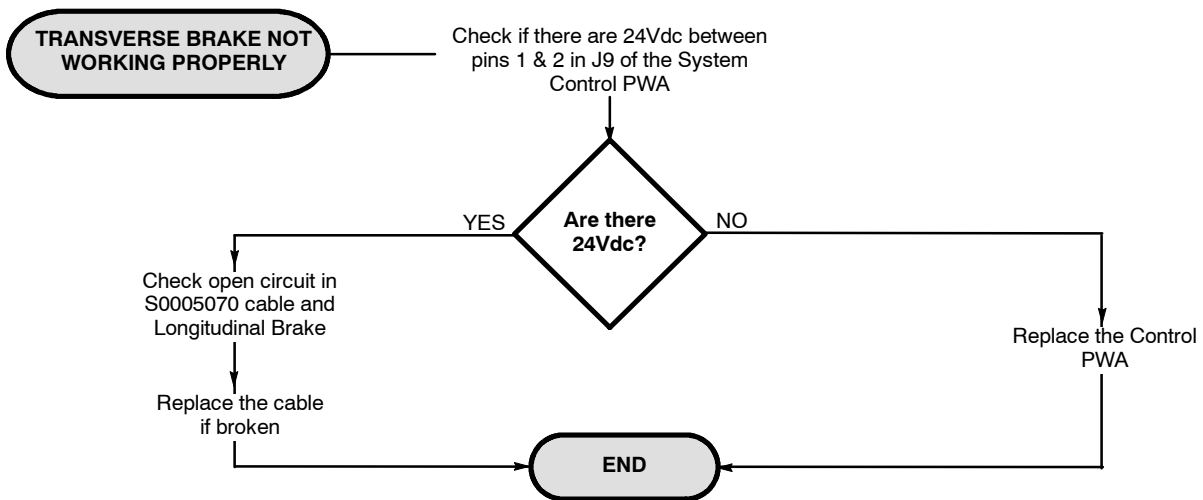 TRANSVERSE BRAKE NOT
WORKING PROPERLY
Check if there are 24Vdc between
pins 1 & 2 in J9 of the System
Control PWA
Are there
24Vdc?
YES
NO
Check open circuit in
S0005070 cable and
Longitudinal Brake
Replace the cable
if broken
Replace the Control
PWA
END